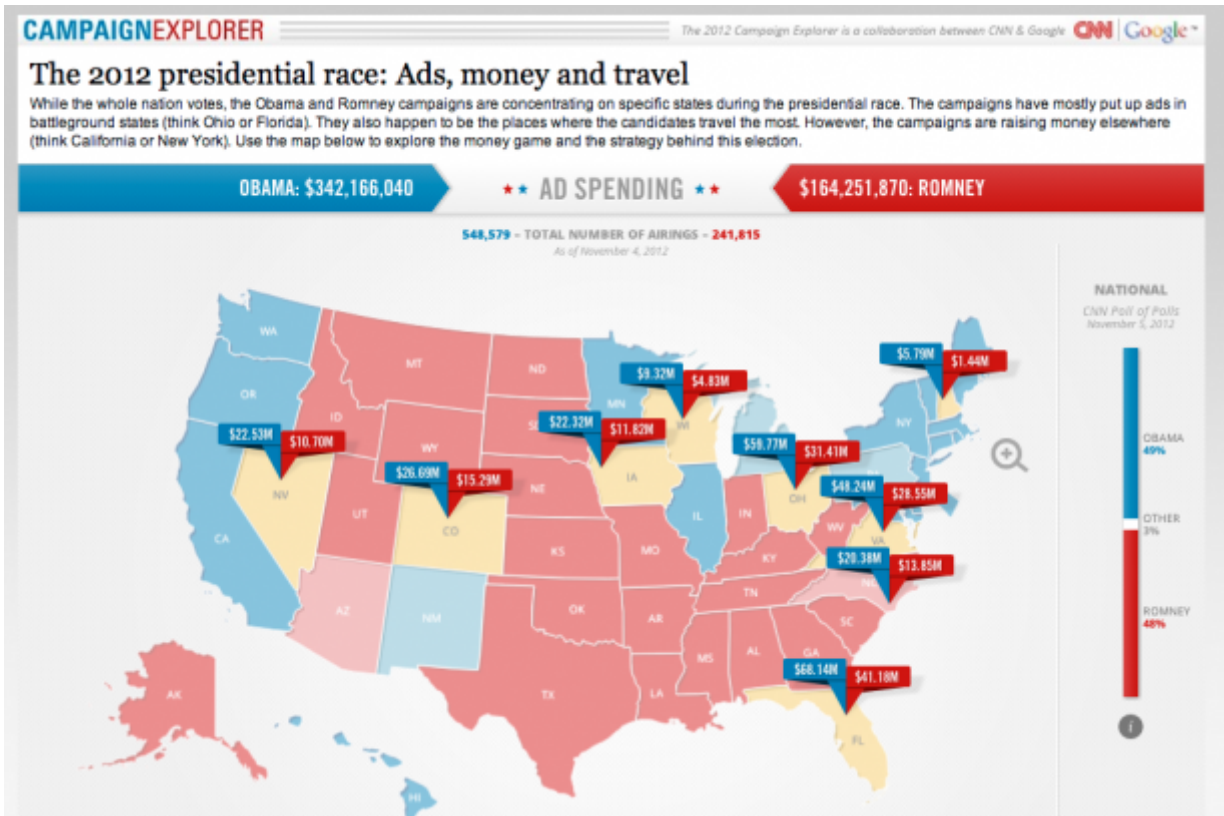 CAMPAIGNEXPLORER
The 2012 Campaign Explorer is a collaboration between CNN & Google CNN Google™
The 2012 presidential race: Ads, money and travel
While the whole nation votes, the Obama and Romney campaigns are concentrating on specific states during the presidential race. The campaigns have mostly put up ads in
battleground states (think Ohio or Florida). They also happen to be the places where the candidates travel the most. However, the campaigns are raising money elsewhere
(think California or New York). Use the map below to explore the money game and the strategy behind this election.
OBAMA: $342,166,040
★★ AD SPENDING ★★
$164,251,870: ROMNEY
548,579 – TOTAL NUMBER OF AIRINGS – 241,815
As of November 4, 2012
NATIONAL
CNN Poll of Polls
November 5, 2012
WA
$5.79M
$1.44M
MT
ND
$9.32M
$4.83M
OR
ID
MN
NY
$22.53M
$10.70M
$22.32M
$11.82M
WI
OBAMA
49%
WY
$26.69M
$15.29M
$59.77M
$31.41M
NV
NE
IA
OH
$48.24M
$28.55M
UT
CO
IL
IN
WV
OTHER
3%
CA
KS
MO
KY
VA
$20.38M
$13.85M
AZ
NM
OK
TN
AR
SC
ROMNEY
48%
MS
AL
GA
$68.14M
$41.18M
AK
TX
LA
FL
HI
i